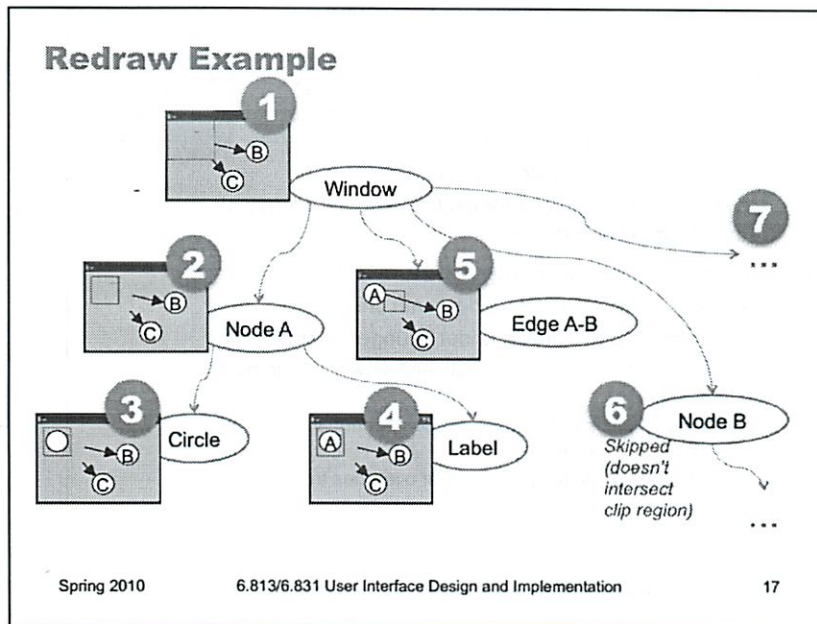 Redraw Example
1
B
C
Window
7
...
2
B
C
Node A
5
A
B
C
Edge A-B
3
B
C
Circle
4
A
B
C
Label
6
Node B
Skipped
(doesn't
intersect
clip region)
...
Spring 2010
6.813/6.831 User Interface Design and Implementation
17